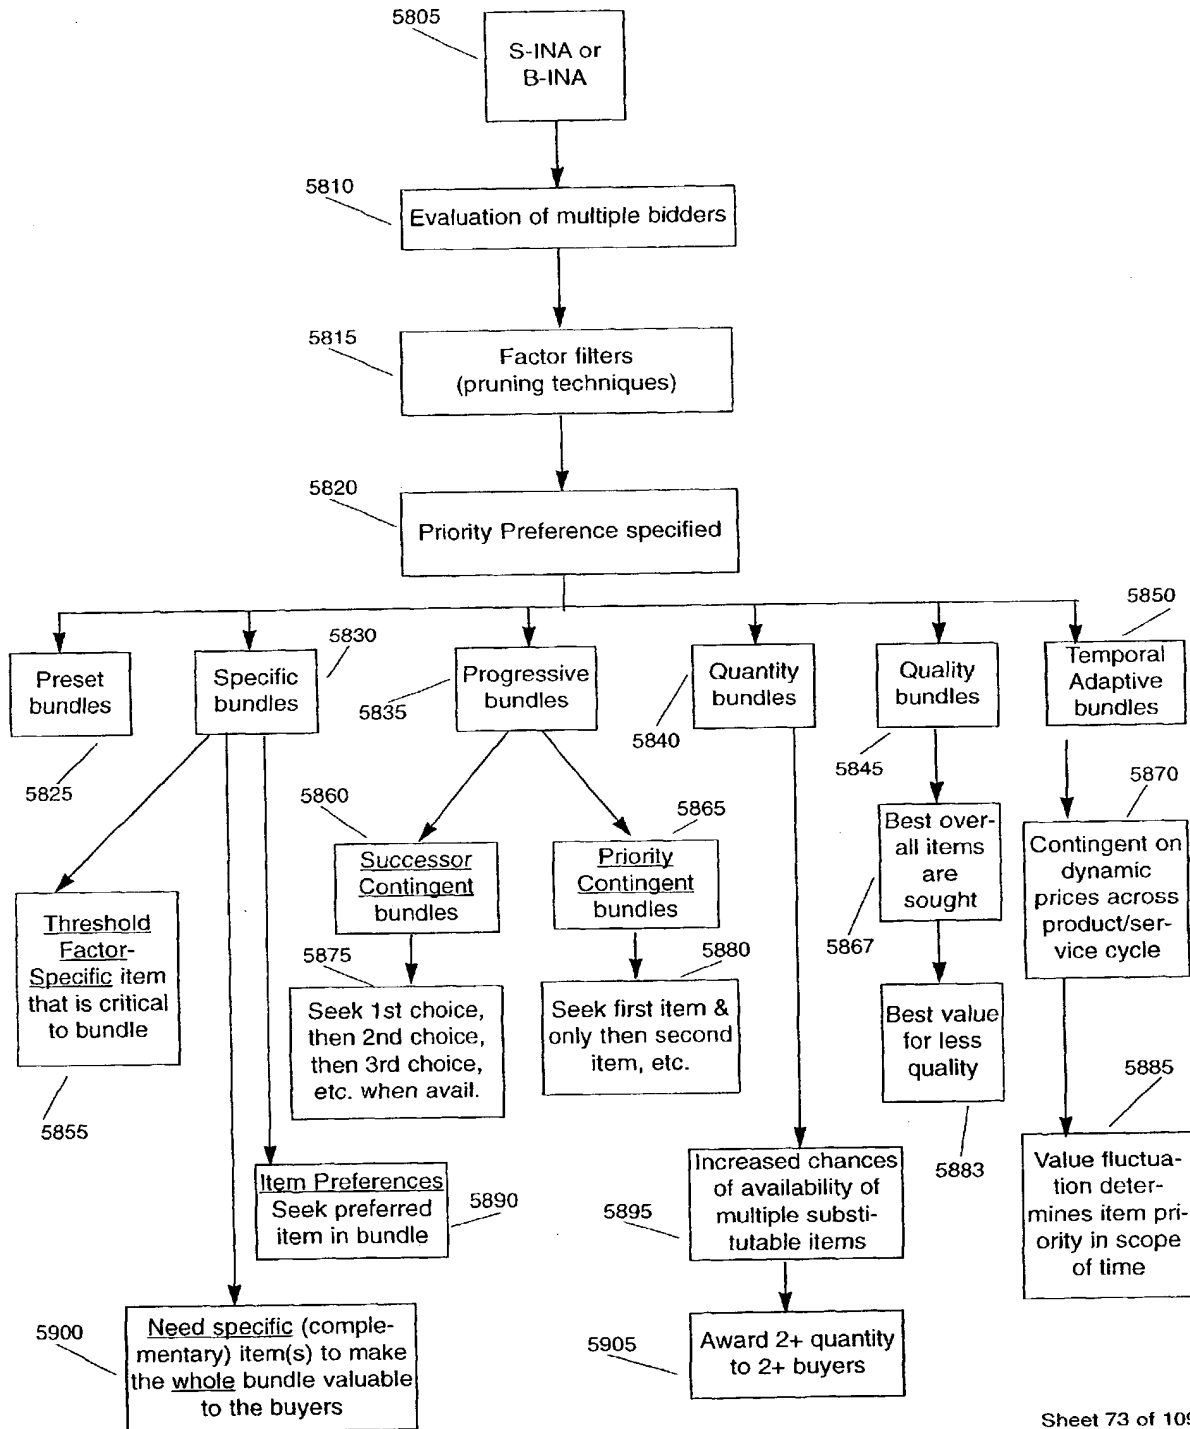 5805
S-INA or
B-INA
5810
Evaluation of multiple bidders
5815
Factor filters
(pruning techniques)
5820
Priority Preference specified
5825
Preset
bundles
5830
Specific
bundles
5835
Progressive
bundles
5840
Quantity
bundles
5845
Quality
bundles
5850
Temporal
Adaptive
bundles
5855
Threshold
Factor-
Specific item
that is critical
to bundle
5860
Successor
Contingent
bundles
5865
Priority
Contingent
bundles
5867
Best over-
all items
are
sought
5870
Contingent on
dynamic
prices across
product/ser-
vice cycle
5875
Seek 1st choice,
then 2nd choice,
then 3rd choice,
etc. when avail.
5880
Seek first item &
only then second
item, etc.
5883
Best value
for less
quality
5885
Value fluctua-
tion deter-
mines item pri-
ority in scope
of time
5890
Item Preferences
Seek preferred
item in bundle
5895
Increased chances
of availability of
multiple substi-
tutable items
5900
Need specific (comple-
mentary) item(s) to make
the whole bundle valuable
to the buyers
5905
Award 2+ quantity
to 2+ buyers
Sheet 73 of 109